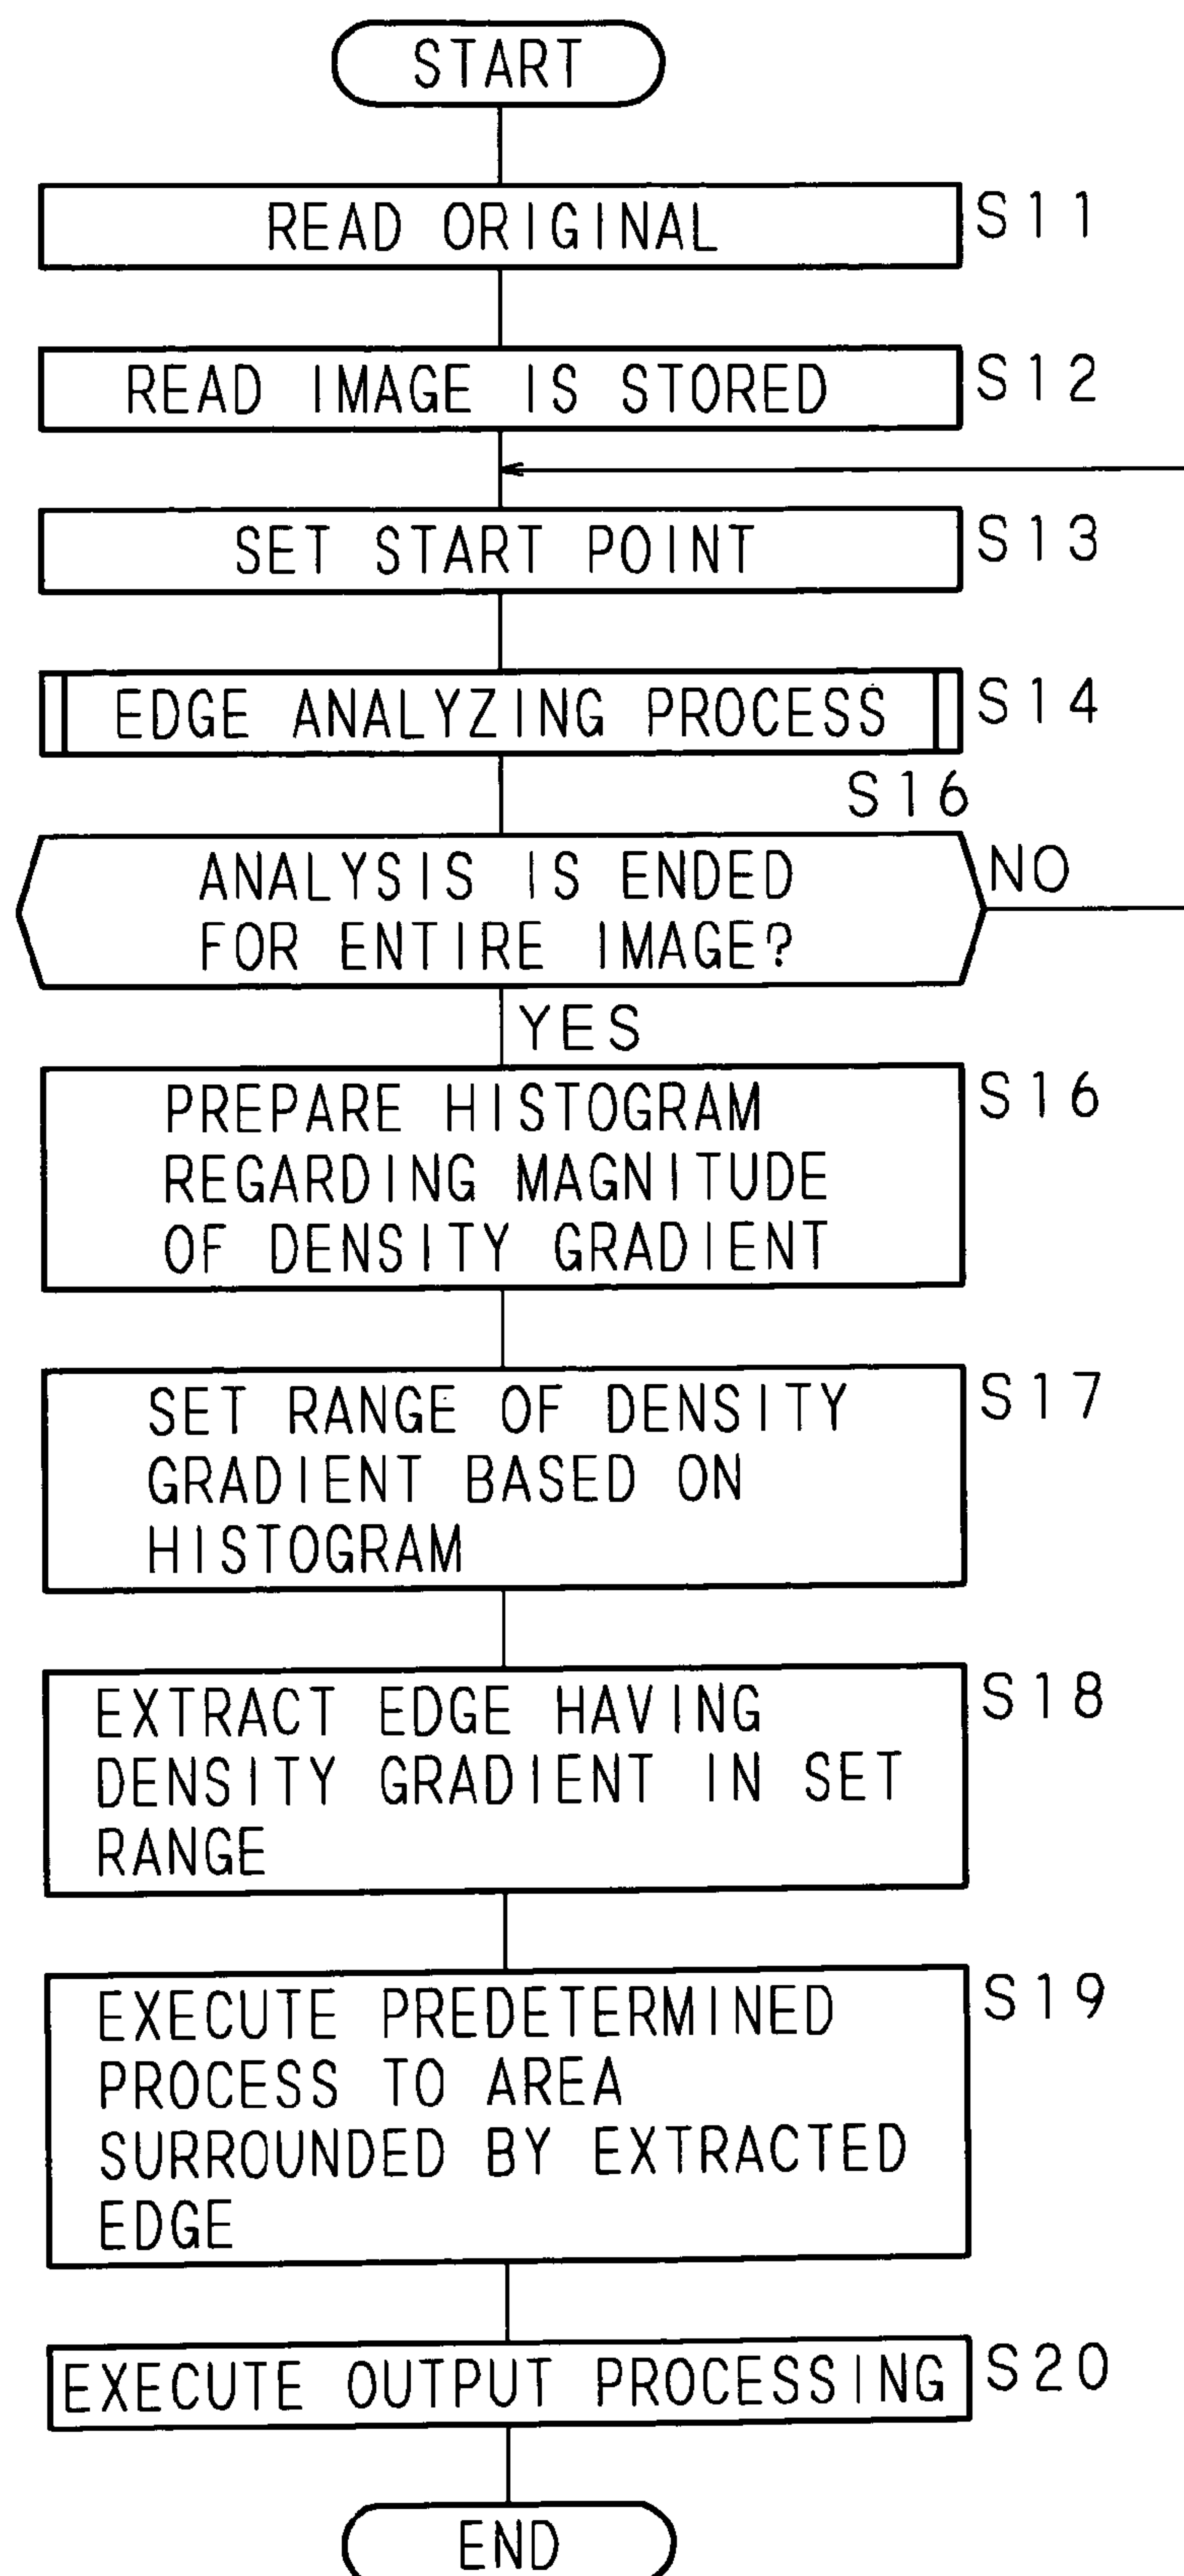 START
READ ORIGINAL S11
READ IMAGE IS STORED S12
SET START POINT S13
EDGE ANALYZING PROCESS S14
S16
ANALYSIS IS ENDED NO
FOR ENTIRE IMAGE?
YES
PREPARE HISTOGRAM S16
REGARDING MAGNITUDE
OF DENSITY GRADIENT
SET RANGE OF DENSITY S17
GRADIENT BASED ON
HISTOGRAM
EXTRACT EDGE HAVING S18
DENSITY GRADIENT IN SET
RANGE
EXECUTE PREDETERMINED S19
PROCESS TO AREA
SURROUNDED BY EXTRACTED
EDGE
EXECUTE OUTPUT PROCESSING S20
END